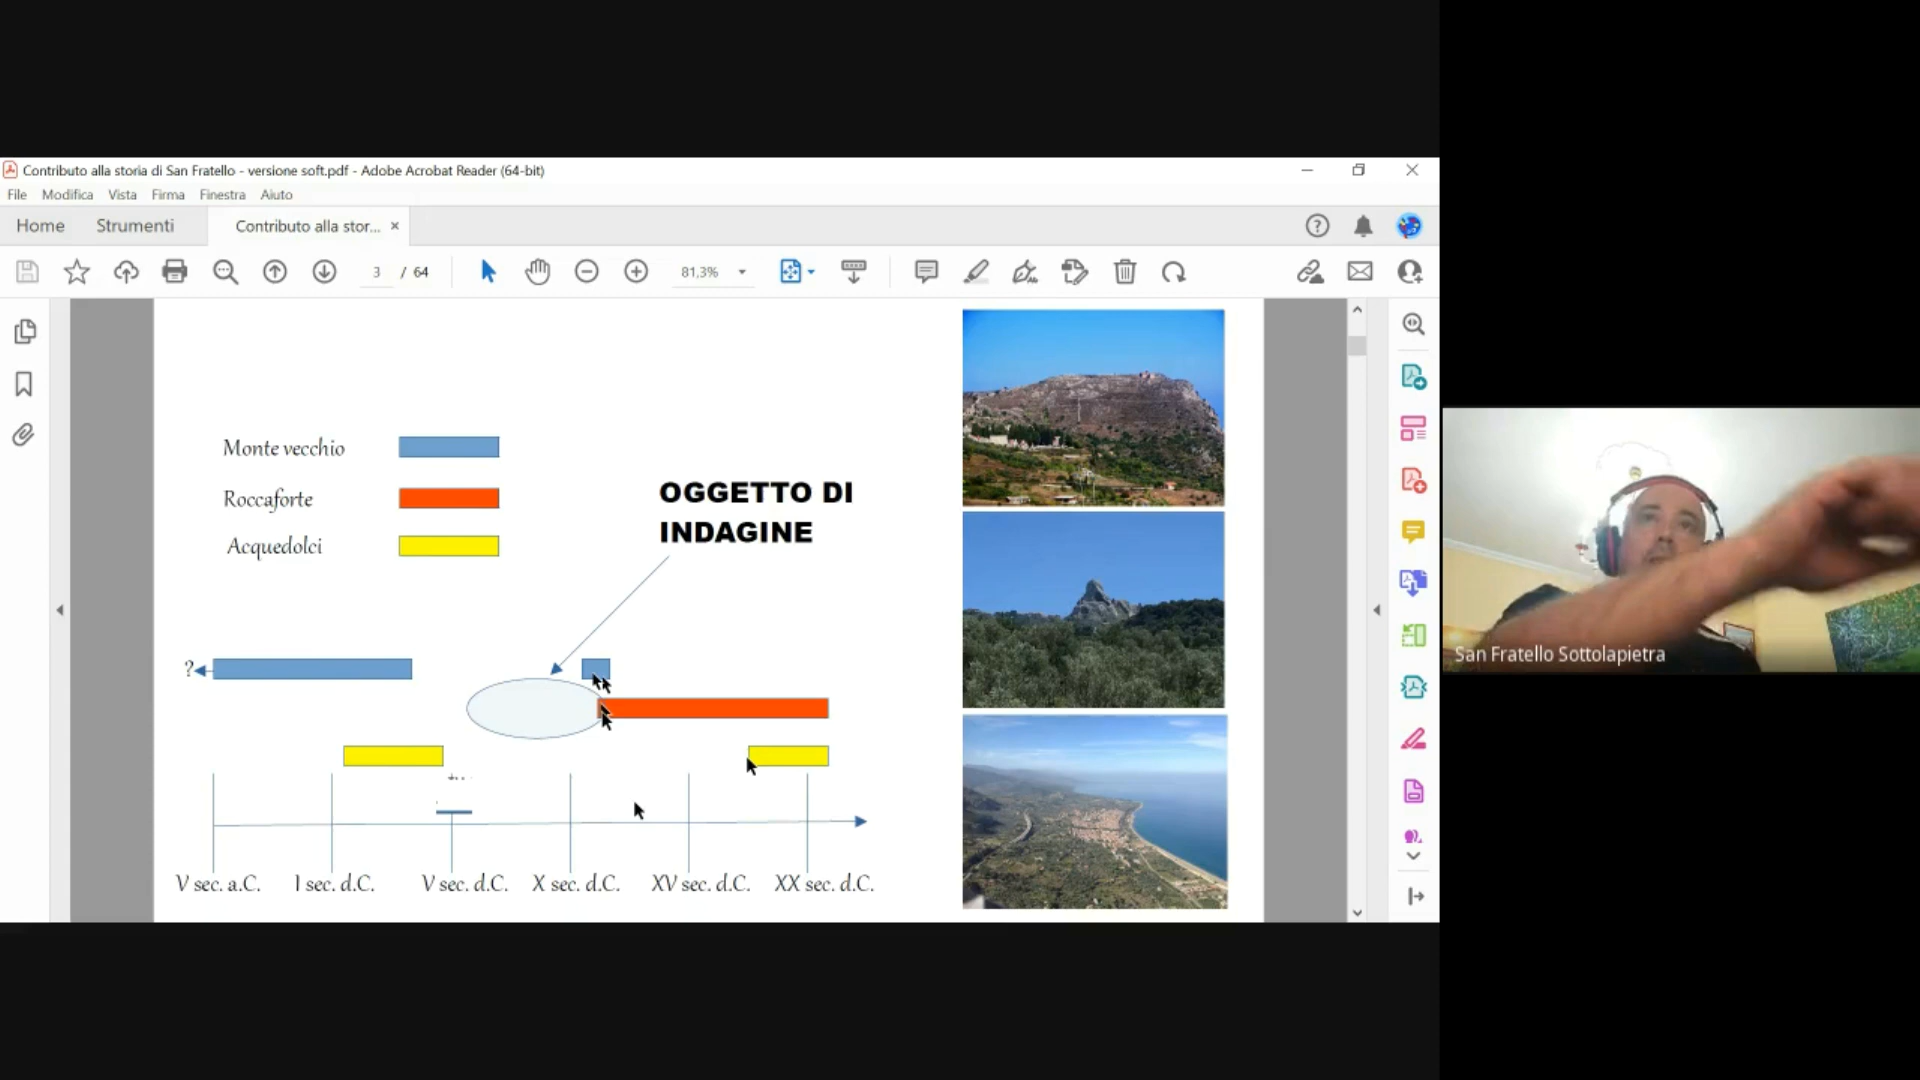 Contributo alla storia di San Fratello - versione soft.pdf - Adobe Acrobat Reader (64-bit)
File Modifica Vista Firma Finestra Aiuto
Home Strumenti Contributo alla stor... ×
3 / 64 81,3%
Monte vecchio
Roccaforte
Acquedolci
OGGETTO DI
INDAGINE
?
V sec. a.C. I sec. d.C. V sec. d.C. X sec. d.C. XV sec. d.C. XX sec. d.C.
San Fratello Sottolapietra